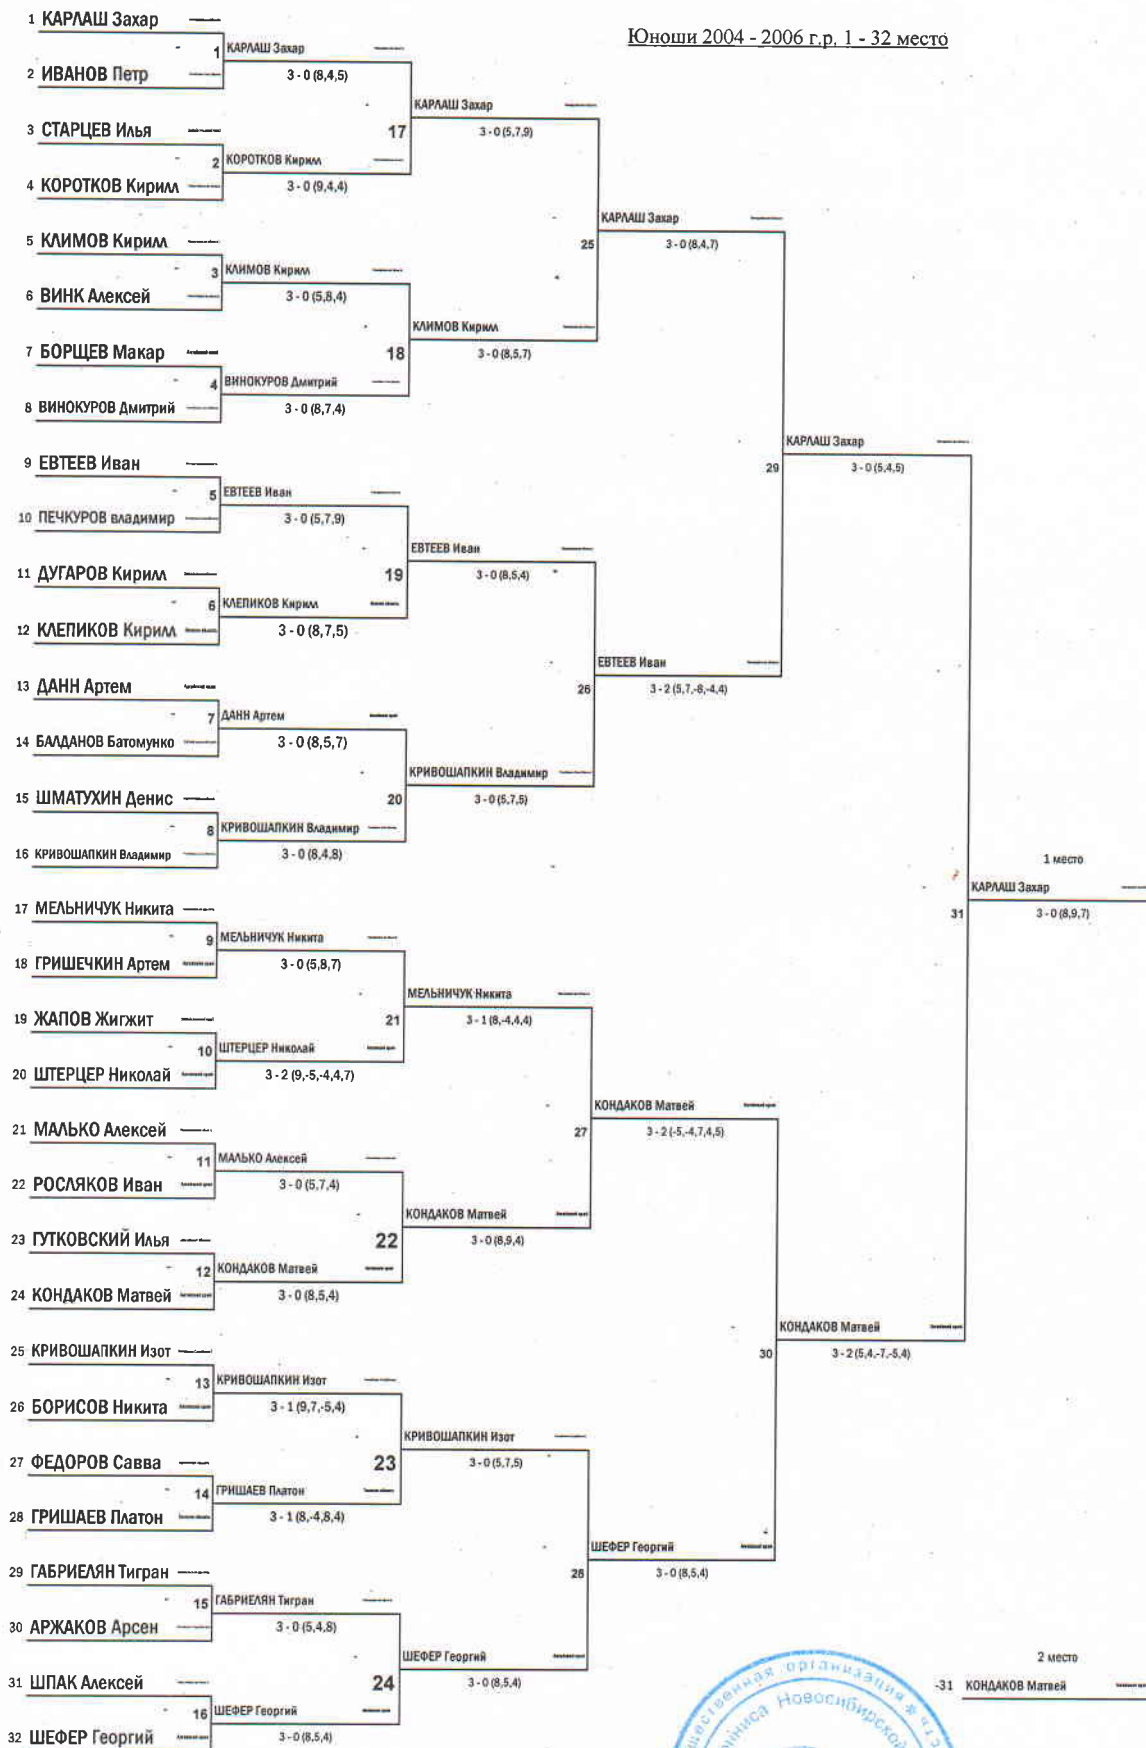 Юноши 2004 - 2006 г.р. 1 - 32 место
1 КАРЛАШ Захар
1 КАРЛАШ Захар
2 ИВАНОВ Петр
3 - 0 (8,4,5)
КАРЛАШ Захар
3 СТАРЦЕВ Илья
17
3 - 0 (5,7,9)
2 КОРОТКОВ Кирилл
4 КОРОТКОВ Кирилл
3 - 0 (9,4,4)
КАРЛАШ Захар
5 КЛИМОВ Кирилл
25
3 - 0 (8,4,7)
3 КЛИМОВ Кирилл
6 ВИНК Алексей
3 - 0 (5,8,4)
КЛИМОВ Кирилл
7 БОРЩЕВ Макар
18
3 - 0 (8,5,7)
4 ВИНОКУРОВ Дмитрий
8 ВИНОКУРОВ Дмитрий
3 - 0 (8,7,4)
КАРЛАШ Захар
9 ЕВТЕЕВ Иван
29
3 - 0 (5,4,5)
5 ЕВТЕЕВ Иван
10 ПЕЧКУРОВ владимир
3 - 0 (5,7,9)
ЕВТЕЕВ Иван
11 ДУГАРОВ Кирилл
19
3 - 0 (8,5,4)
6 КЛЕПИКОВ Кирилл
12 КЛЕПИКОВ Кирилл
3 - 0 (8,7,5)
ЕВТЕЕВ Иван
13 ДАНН Артем
26
3 - 2 (5,7,-8,-4,4)
7 ДАНН Артем
14 БАЛДАНОВ Батомунко
3 - 0 (8,5,7)
КРИВОШАПКИН Владимир
15 ШМАТУХИН Денис
20
3 - 0 (5,7,5)
8 КРИВОШАПКИН Владимир
16 КРИВОШАПКИН Владимир
3 - 0 (8,4,8)
1 место
КАРЛАШ Захар
17 МЕЛЬНИЧУК Никита
31
3 - 0 (8,9,7)
9 МЕЛЬНИЧУК Никита
18 ГРИШЕЧКИН Артем
3 - 0 (5,8,7)
МЕЛЬНИЧУК Никита
19 ЖАПОВ Жигжит
21
3 - 1 (8,-4,4,4)
10 ШТЕРЦЕР Николай
20 ШТЕРЦЕР Николай
3 - 2 (9,-5,-4,4,7)
КОНДАКОВ Матвей
21 МАЛЬКО Алексей
27
3 - 2 (-5,-4,7,4,5)
11 МАЛЬКО Алексей
22 РОСЛЯКОВ Иван
3 - 0 (5,7,4)
КОНДАКОВ Матвей
23 ГУТКОВСКИЙ Илья
22
3 - 0 (8,9,4)
12 КОНДАКОВ Матвей
24 КОНДАКОВ Матвей
3 - 0 (8,5,4)
КОНДАКОВ Матвей
25 КРИВОШАПКИН Изот
30
3 - 2 (5,4,-7,-5,4)
13 КРИВОШАПКИН Изот
26 БОРИСОВ Никита
3 - 1 (9,7,-5,4)
КРИВОШАПКИН Изот
27 ФЕДОРОВ Савва
23
3 - 0 (5,7,5)
14 ГРИШАЕВ Платон
28 ГРИШАЕВ Платон
3 - 1 (8,-4,8,4)
ШЕФЕР Георгий
29 ГАБРИЕЛЯН Тигран
28
3 - 0 (8,5,4)
15 ГАБРИЕЛЯН Тигран
30 АРЖАКОВ Арсен
3 - 0 (5,4,8)
ШЕФЕР Георгий
31 ШПАК Алексей
24
3 - 0 (8,5,4)
16 ШЕФЕР Георгий
32 ШЕФЕР Георгий
3 - 0 (8,5,4)
2 место
-31 КОНДАКОВ Матвей
организация
Новосибирской